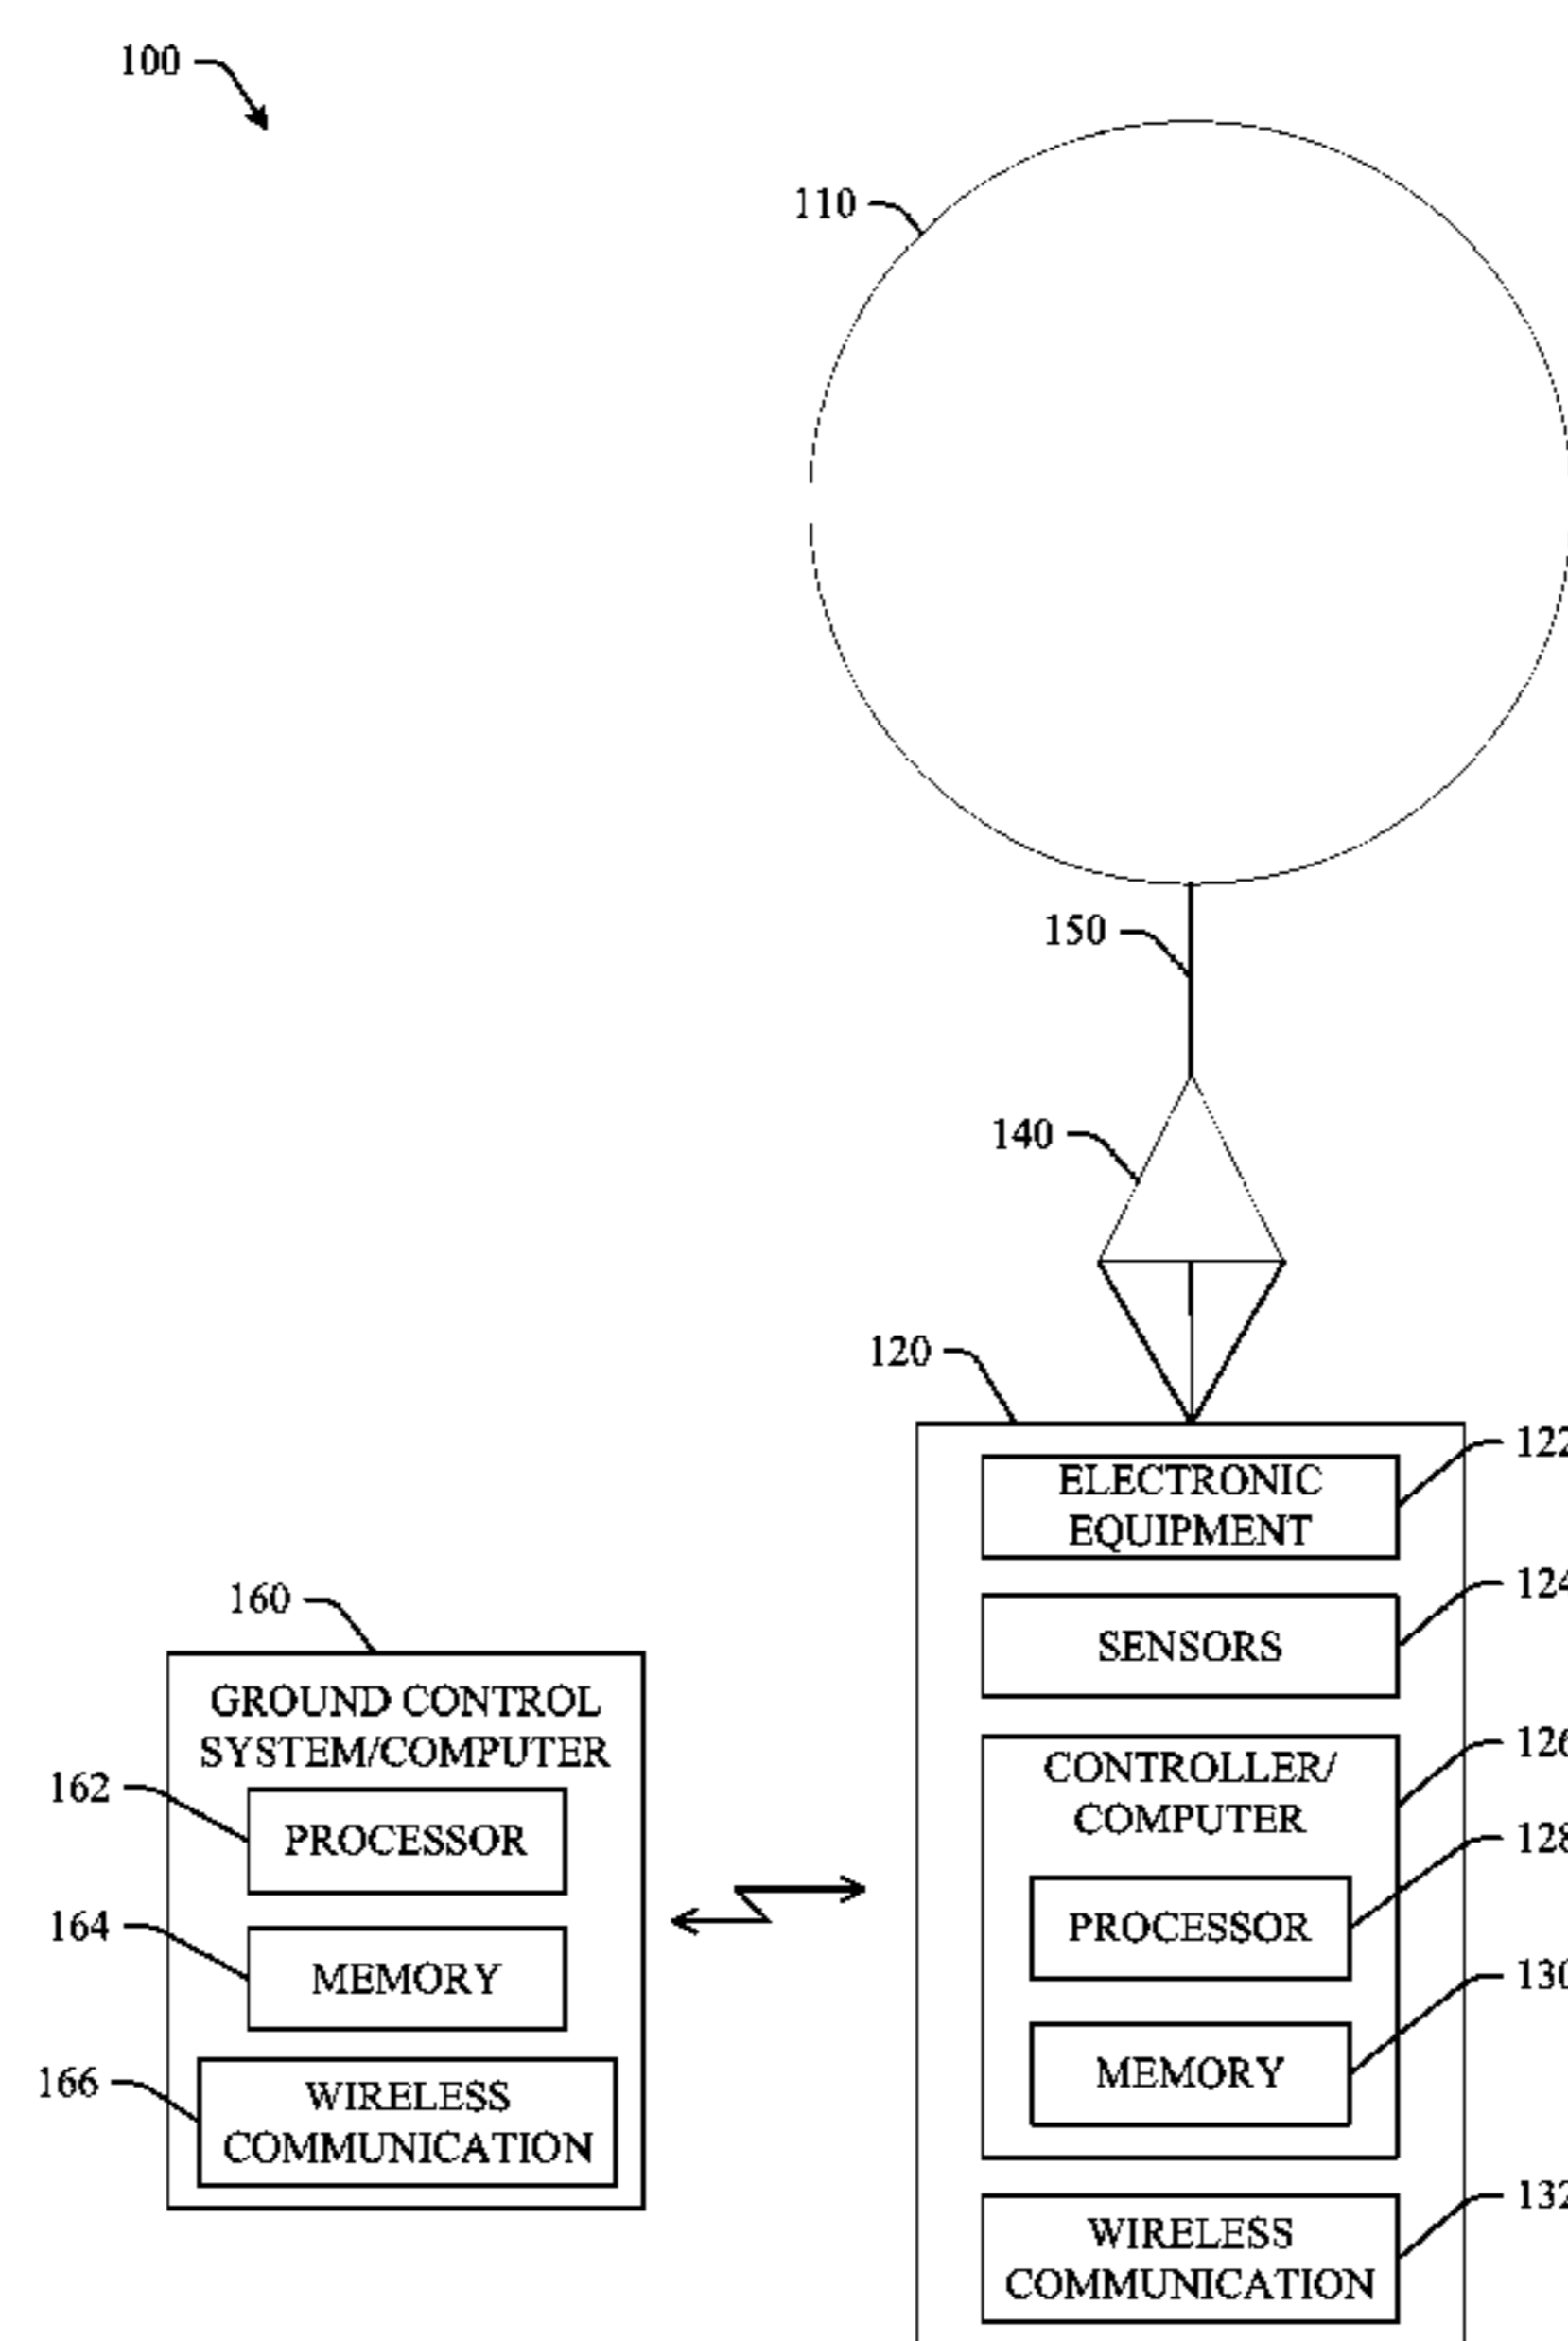 100
110
150
140
120
122
ELECTRONIC
EQUIPMENT
124
SENSORS
160
GROUND CONTROL
SYSTEM/COMPUTER
162
PROCESSOR
164
MEMORY
166
WIRELESS
COMMUNICATION
126
CONTROLLER/
COMPUTER
128
PROCESSOR
130
MEMORY
132
WIRELESS
COMMUNICATION